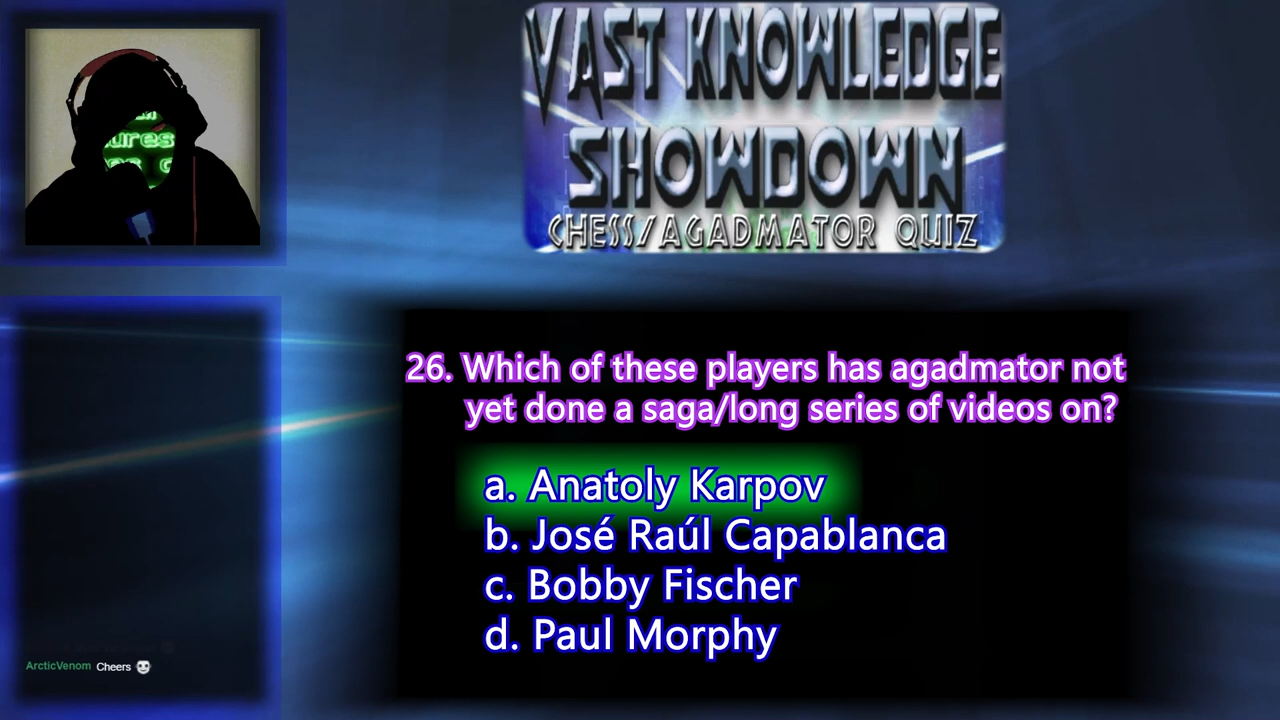 VAST KNOWLEDGE
SHOWDOWN
CHESS/AGADMATOR QUIZ
ures
26. Which of these players has agadmator not
yet done a saga/long series of videos on?
a. Anatoly Karpov
b. José Raúl Capablanca
c. Bobby Fischer
d. Paul Morphy
ArcticVenom Cheers